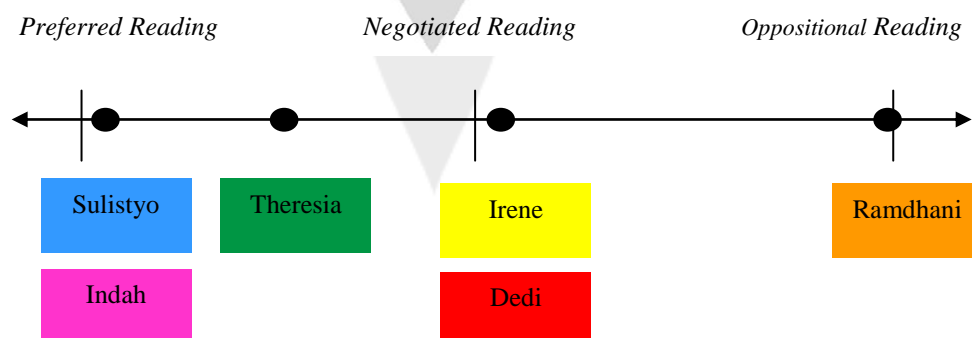 Preferred Reading Negotiated Reading Oppositional Reading
Sulistyo Theresia Irene Ramdhani
Indah Dedi